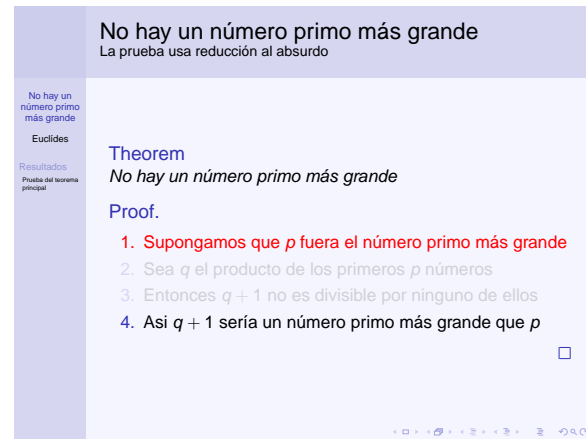 No hay un número primo más grande
La prueba usa reducción al absurdo
No hay un
número primo
más grande
Euclídes
Resultados
Prueba del teorema
principal
Theorem
No hay un número primo más grande
Proof.
1. Supongamos que p fuera el número primo más grande
2. Sea q el producto de los primeros p números
3. Entonces q + 1 no es divisible por ninguno de ellos
4. Asi q + 1 sería un número primo más grande que p